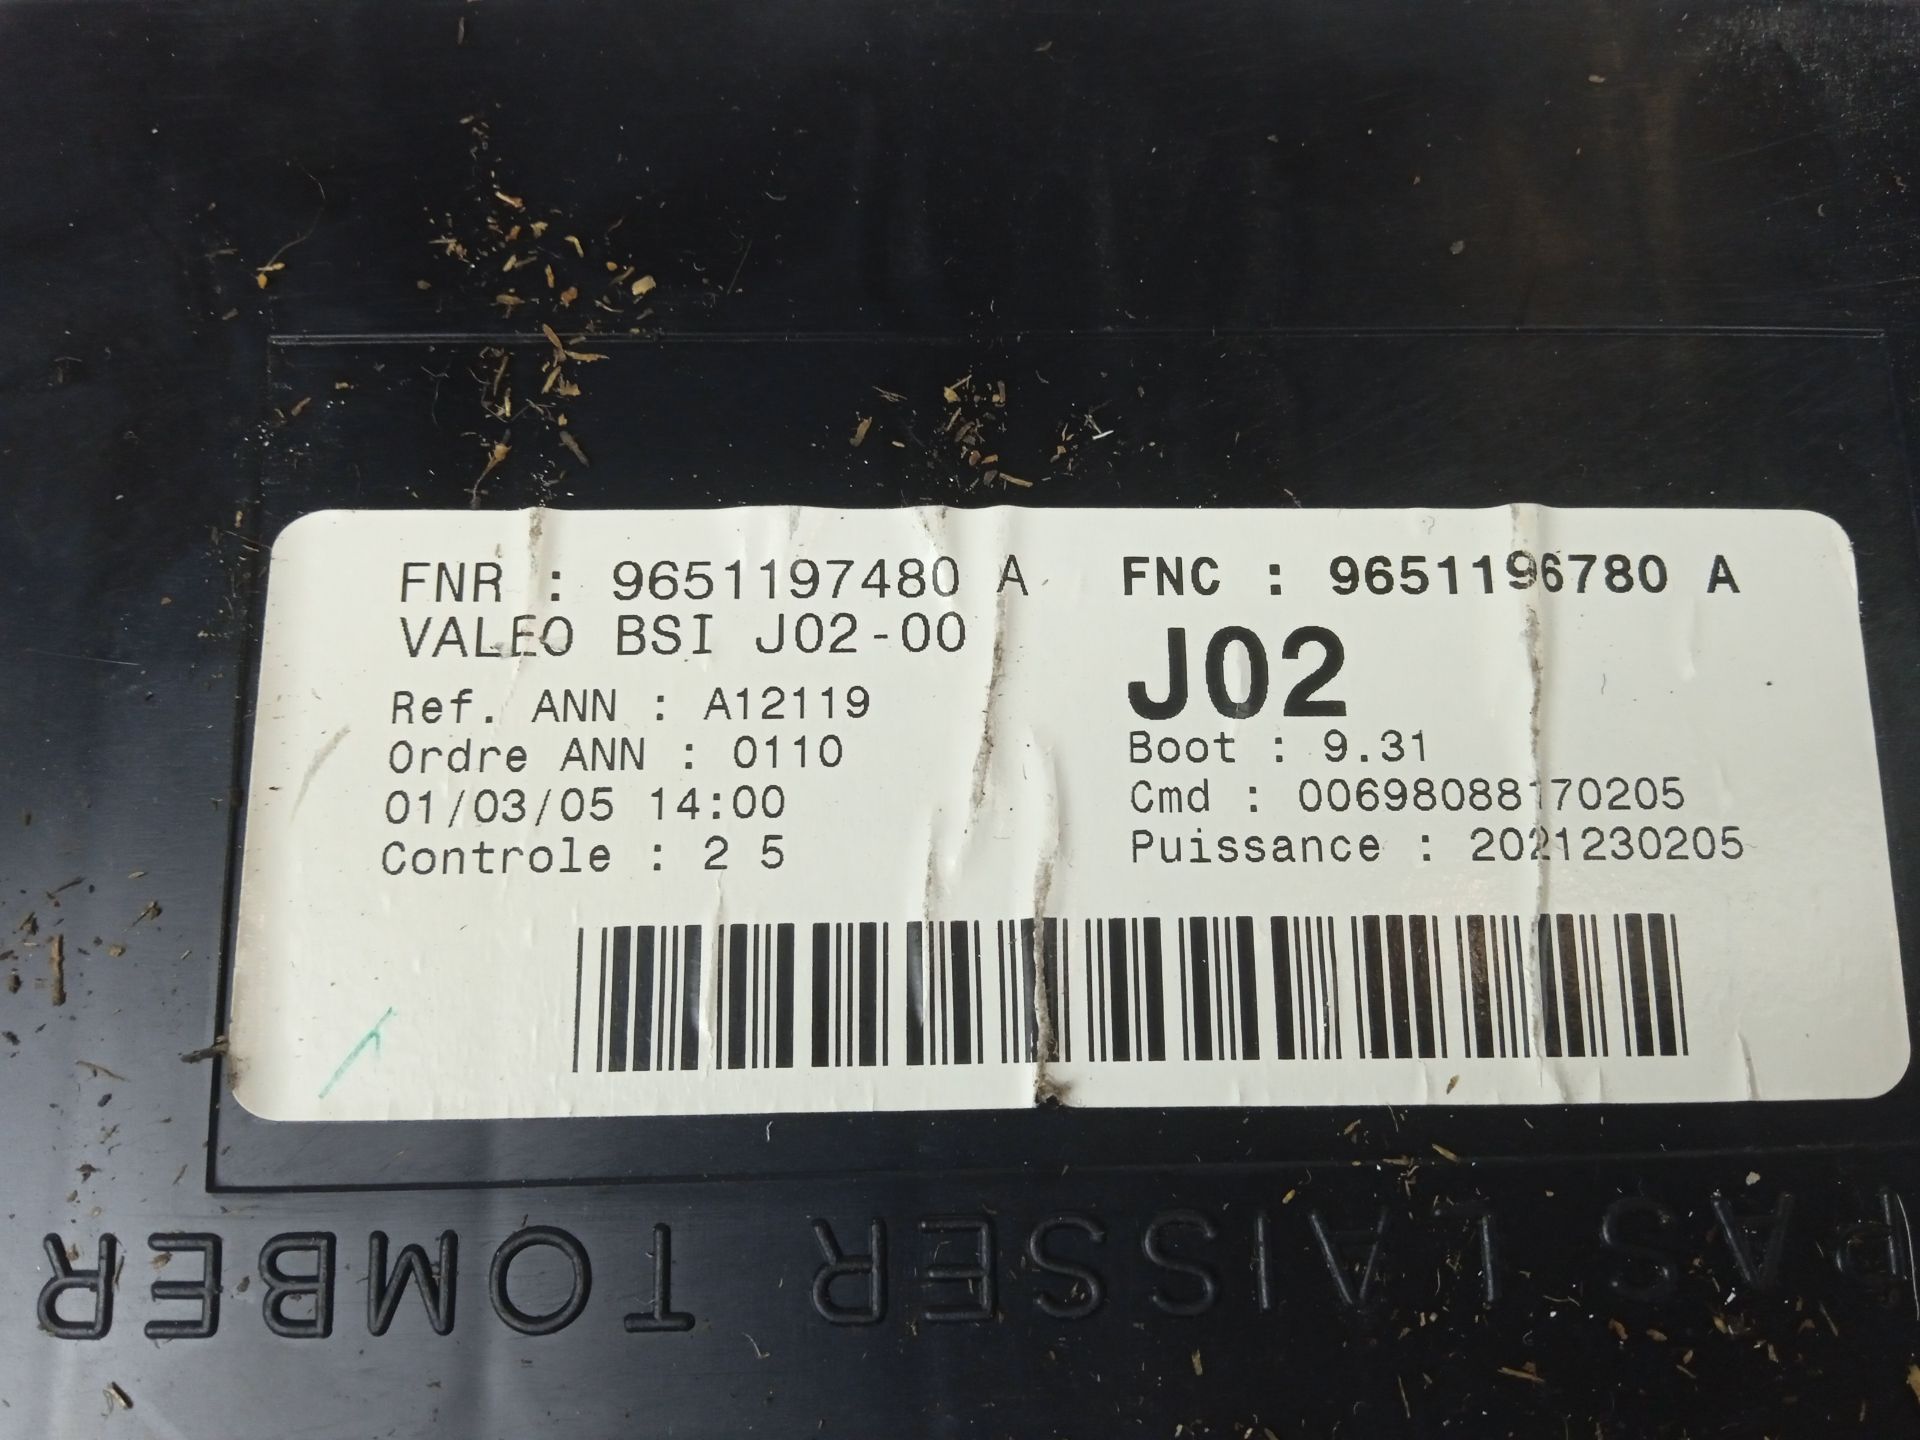 FNR : 9651197480 A
FNC : 9651196780 A
VALEO BSI J02-00
J02
Ref. ANN : A12119
Ordre ANN : 0110
Boot : 9.31
01/03/05 14:00
Cmd : 00698088170205
Controle : 2 5
Puissance : 2021230205
PAS LAISSER TOMBER